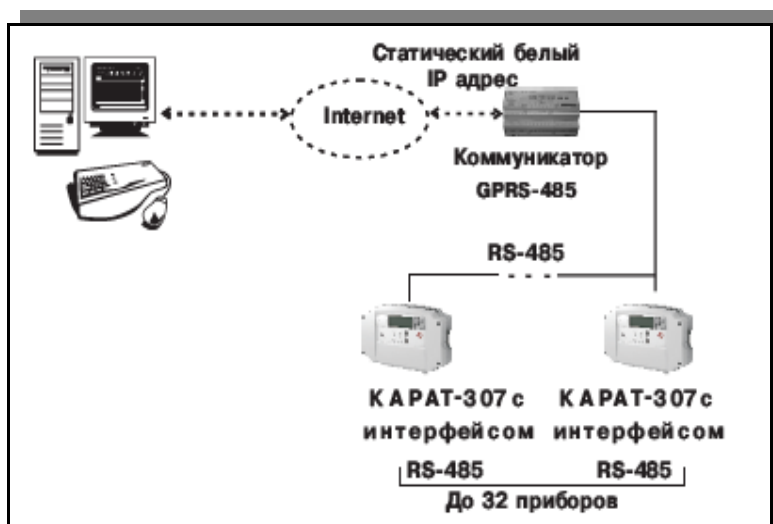 Статический белый
IP адрес
Internet
Коммуникатор
GPRS-485
RS-485
КАРАТ-307с КАРАТ-307с
интерфейсом интерфейсом
RS-485 RS-485
До 32 приборов